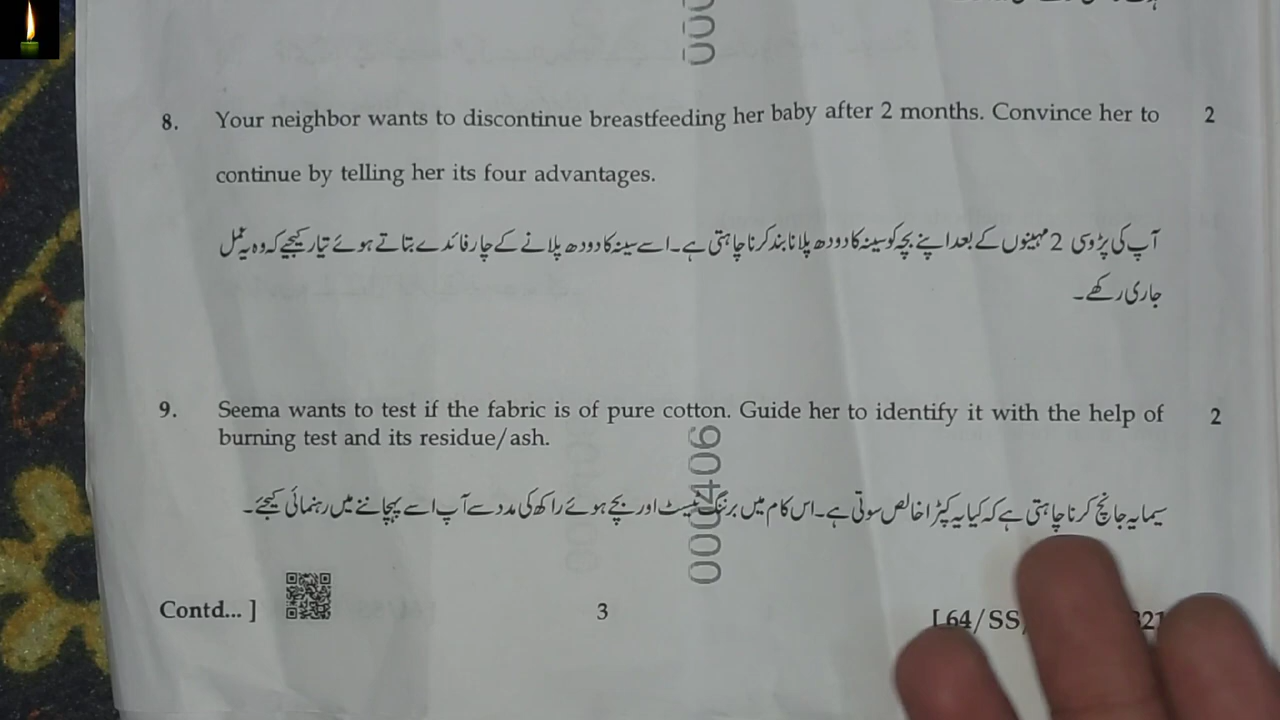 000
8. Your neighbor wants to discontinue breastfeeding her baby after 2 months. Convince her to 2
continue by telling her its four advantages.
آپ کی پڑوسی 2 مہینوں کے بعد اپنے بچہ کو سینہ کا دودھ پلانا بند کرنا چاہتی ہے۔ اسے سینہ کا دودھ پلانے کے چار فائدے بتاتے ہوئے تیار کیجیے کہ وہ یہ عمل
جاری رکھے۔
9. Seema wants to test if the fabric is of pure cotton. Guide her to identify it with the help of 2
burning test and its residue/ash.
سیما یہ جانچ کرنا چاہتی ہے کہ کیا یہ کپڑا خالص سوتی ہے۔ اس کام میں برننگ ٹیسٹ اور بچے ہوئے راکھ کی مدد سے آپ اسے پہچاننے میں رہنمائی کیجئے۔
000406
Contd... ] 3 [ 64/SS/ 321